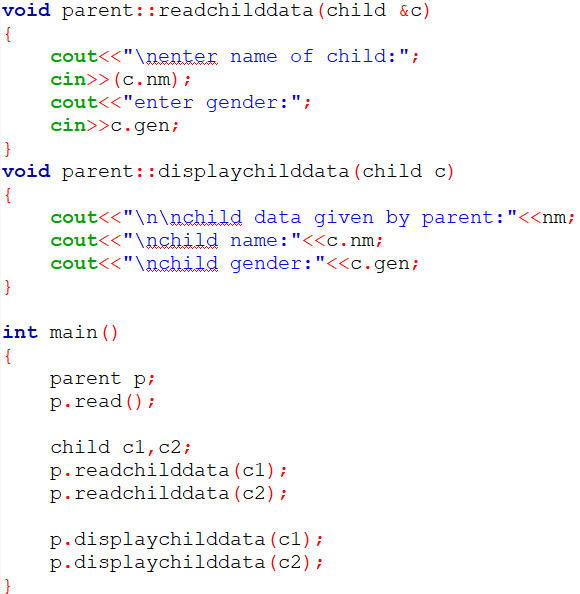 void parent::readchilddata(child &c)
{
    cout<<"\nenter name of child:";
    cin>>(c.nm);
    cout<<"enter gender:";
    cin>>c.gen;
}
void parent::displaychilddata(child c)
{
    cout<<"\n\nchild data given by parent:"<<nm;
    cout<<"\nchild name:"<<c.nm;
    cout<<"\nchild gender:"<<c.gen;
}

int main()
{
    parent p;
    p.read();

    child c1,c2;
    p.readchilddata(c1);
    p.readchilddata(c2);

    p.displaychilddata(c1);
    p.displaychilddata(c2);
}